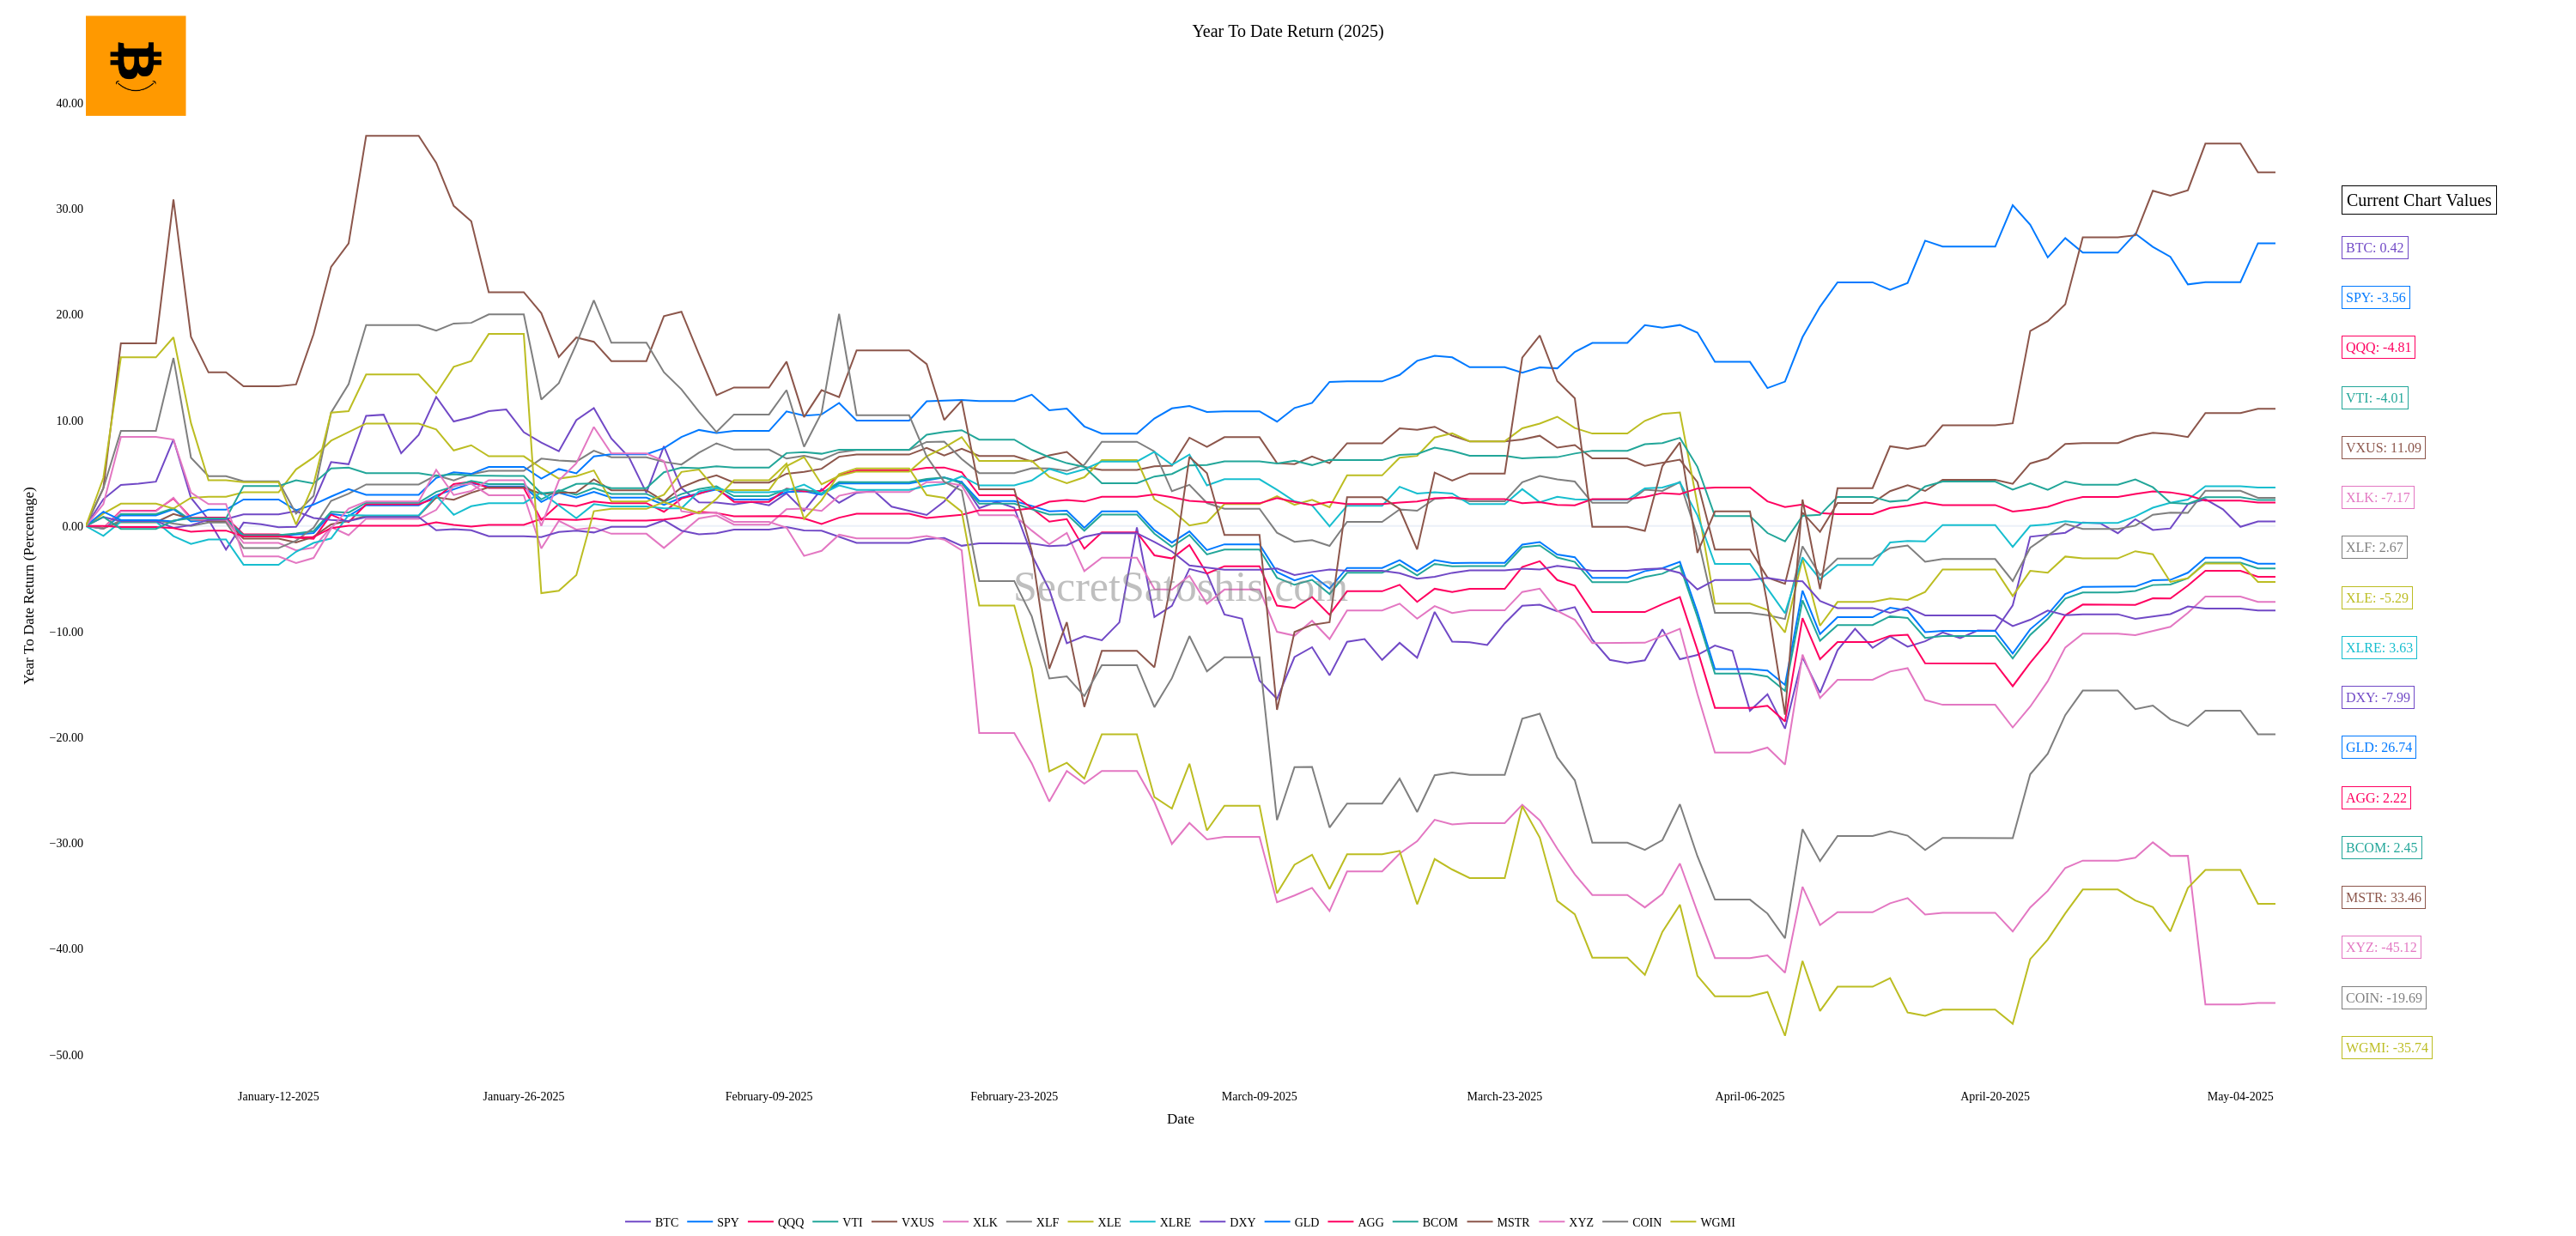 Year To Date Return (2025)
40.00
30.00
20.00
10.00
0.00
−10.00
−20.00
−30.00
−40.00
−50.00
Year To Date Return (Percentage)
SecretSatoshis.com
January-12-2025
January-26-2025
February-09-2025
February-23-2025
March-09-2025
March-23-2025
April-06-2025
April-20-2025
May-04-2025
Date
Current Chart Values
BTC: 0.42
SPY: -3.56
QQQ: -4.81
VTI: -4.01
VXUS: 11.09
XLK: -7.17
XLF: 2.67
XLE: -5.29
XLRE: 3.63
DXY: -7.99
GLD: 26.74
AGG: 2.22
BCOM: 2.45
MSTR: 33.46
XYZ: -45.12
COIN: -19.69
WGMI: -35.74
BTC SPY QQQ VTI VXUS XLK XLF XLE XLRE DXY GLD AGG BCOM MSTR XYZ COIN WGMI